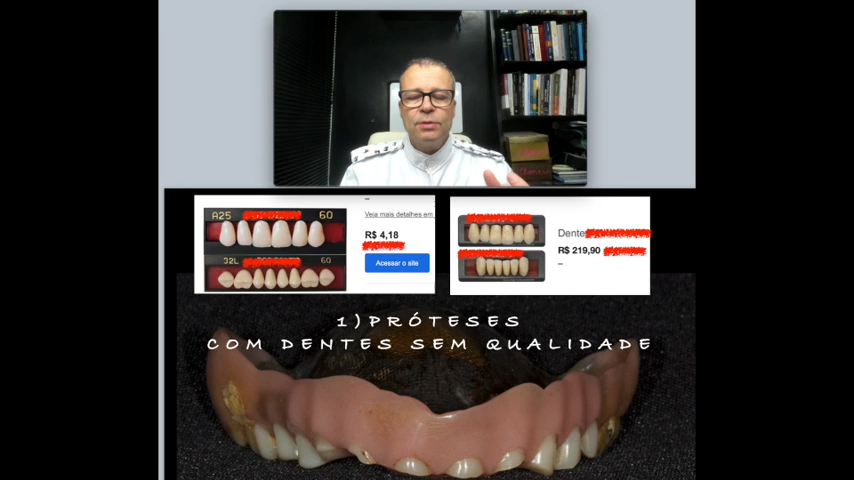 A25 60
32L 60
Veja mais detalhes em
R$ 4,18
Acessar o site
Dente
R$ 219,90
1) PRÓTESES
COM DENTES SEM QUALIDADE